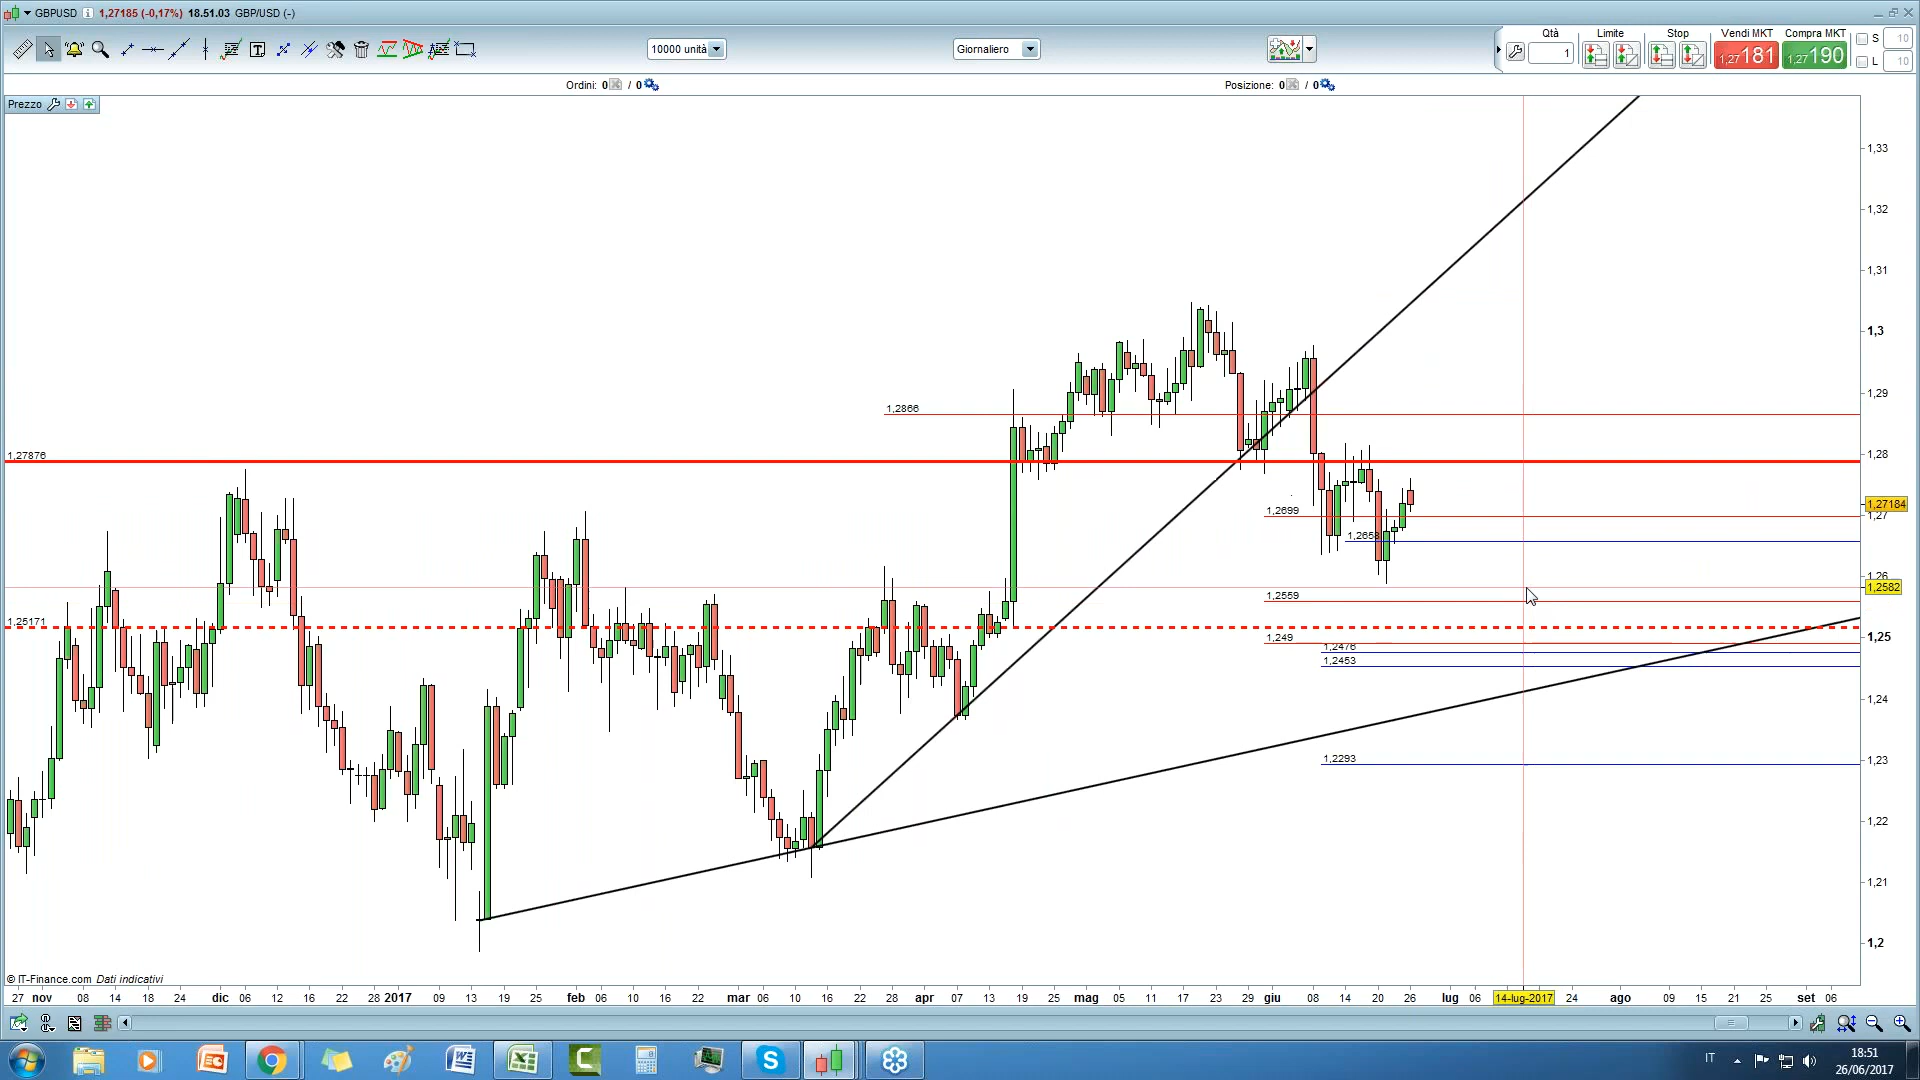 GBPUSD 1,27185 (-0,17%) 18.51.03 GBP/USD (-)
10000 unità
Giornaliero
Qtà Limite Stop Vendi MKT Compra MKT
1
1,27181 1,27190
S 10
L 10
Ordini: 0 / 0
Posizione: 0 / 0
Prezzo
1,33
1,32
1,31
1,3
1,29
1,2866
1,27876
1,28
1,27184
1,27
1,2699
1,2658
1,26
1,2582
1,2559
1,25171
1,25
1,249
1,2476
1,2453
1,24
1,2293
1,23
1,22
1,21
1,2
© IT-Finance.com Dati indicativi
27 nov 08 14 18 24 dic 06 12 16 22 28 2017 09 13 19 25 feb 06 10 16 22 mar 06 10 16 22 28 apr 07 13 19 25 mag 05 11 17 23 29 giu 08 14 20 26 lug 06 14-lug-2017 24 ago 09 15 21 25 set 06
IT
18:51
26/06/2017